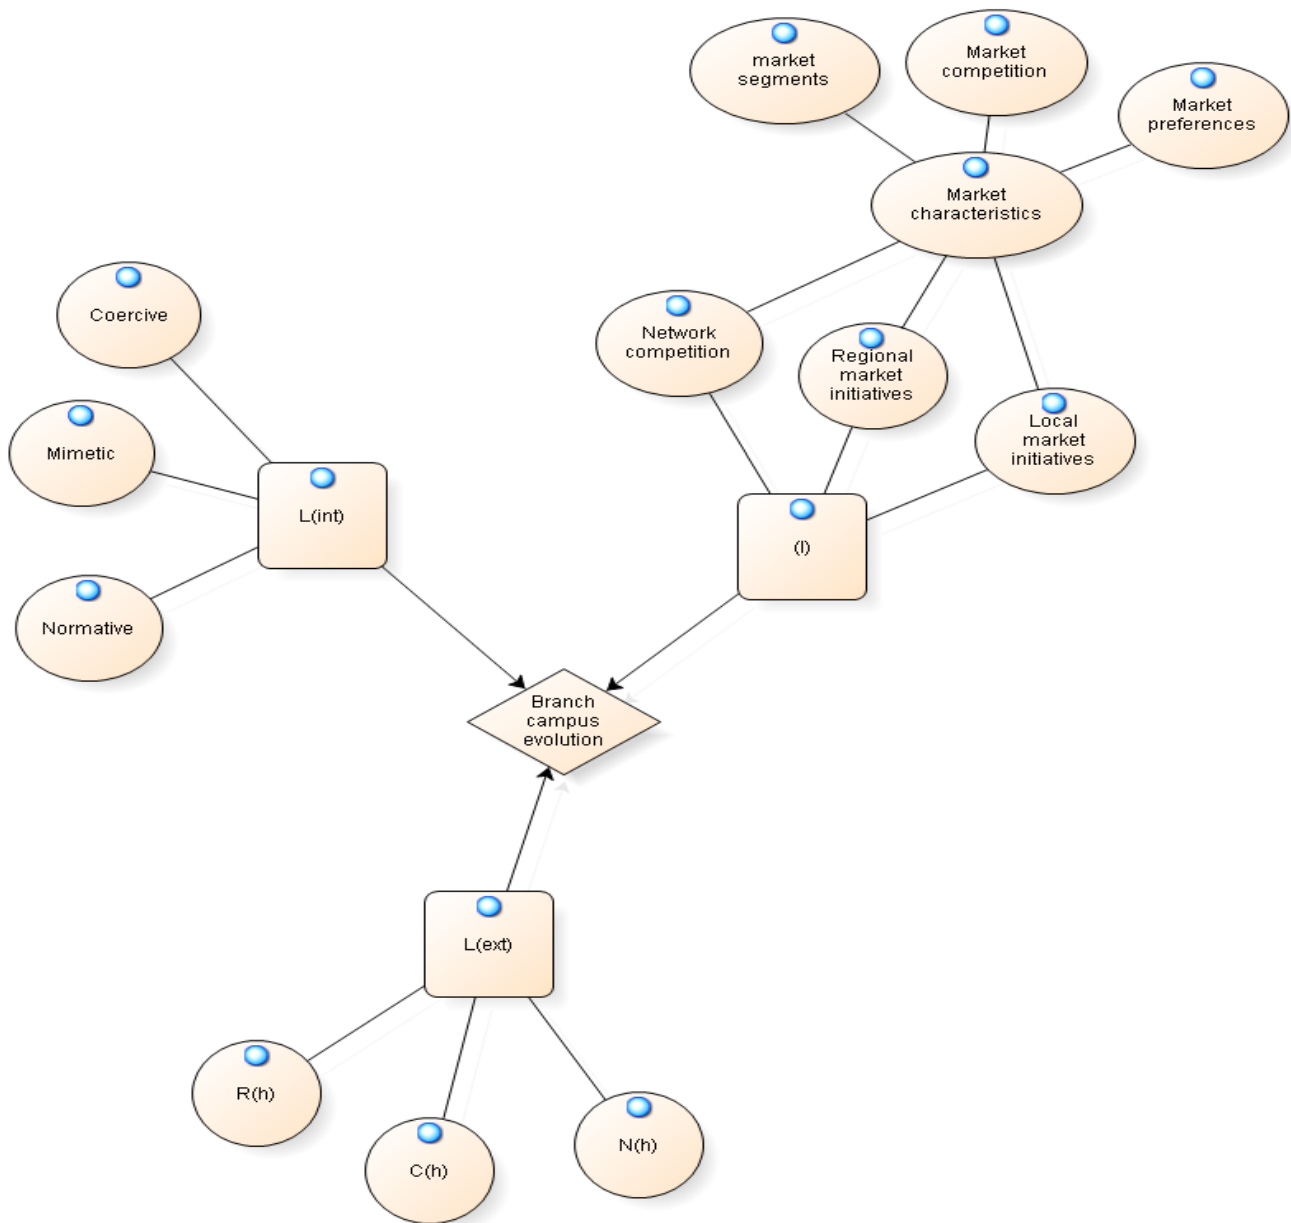 market
segments
Market
competition
Market
preferences
Market
characteristics
Coercive
Network
competition
Regional
market
initiatives
Local
market
initiatives
Mimetic
L(int)
(I)
Normative
Branch
campus
evolution
L(ext)
R(h)
C(h)
N(h)